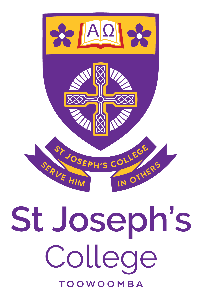 ΑΩ
ST JOSEPH'S COLLEGE
SERVE HIM IN OTHERS
St Joseph's
College
TOOWOOMBA